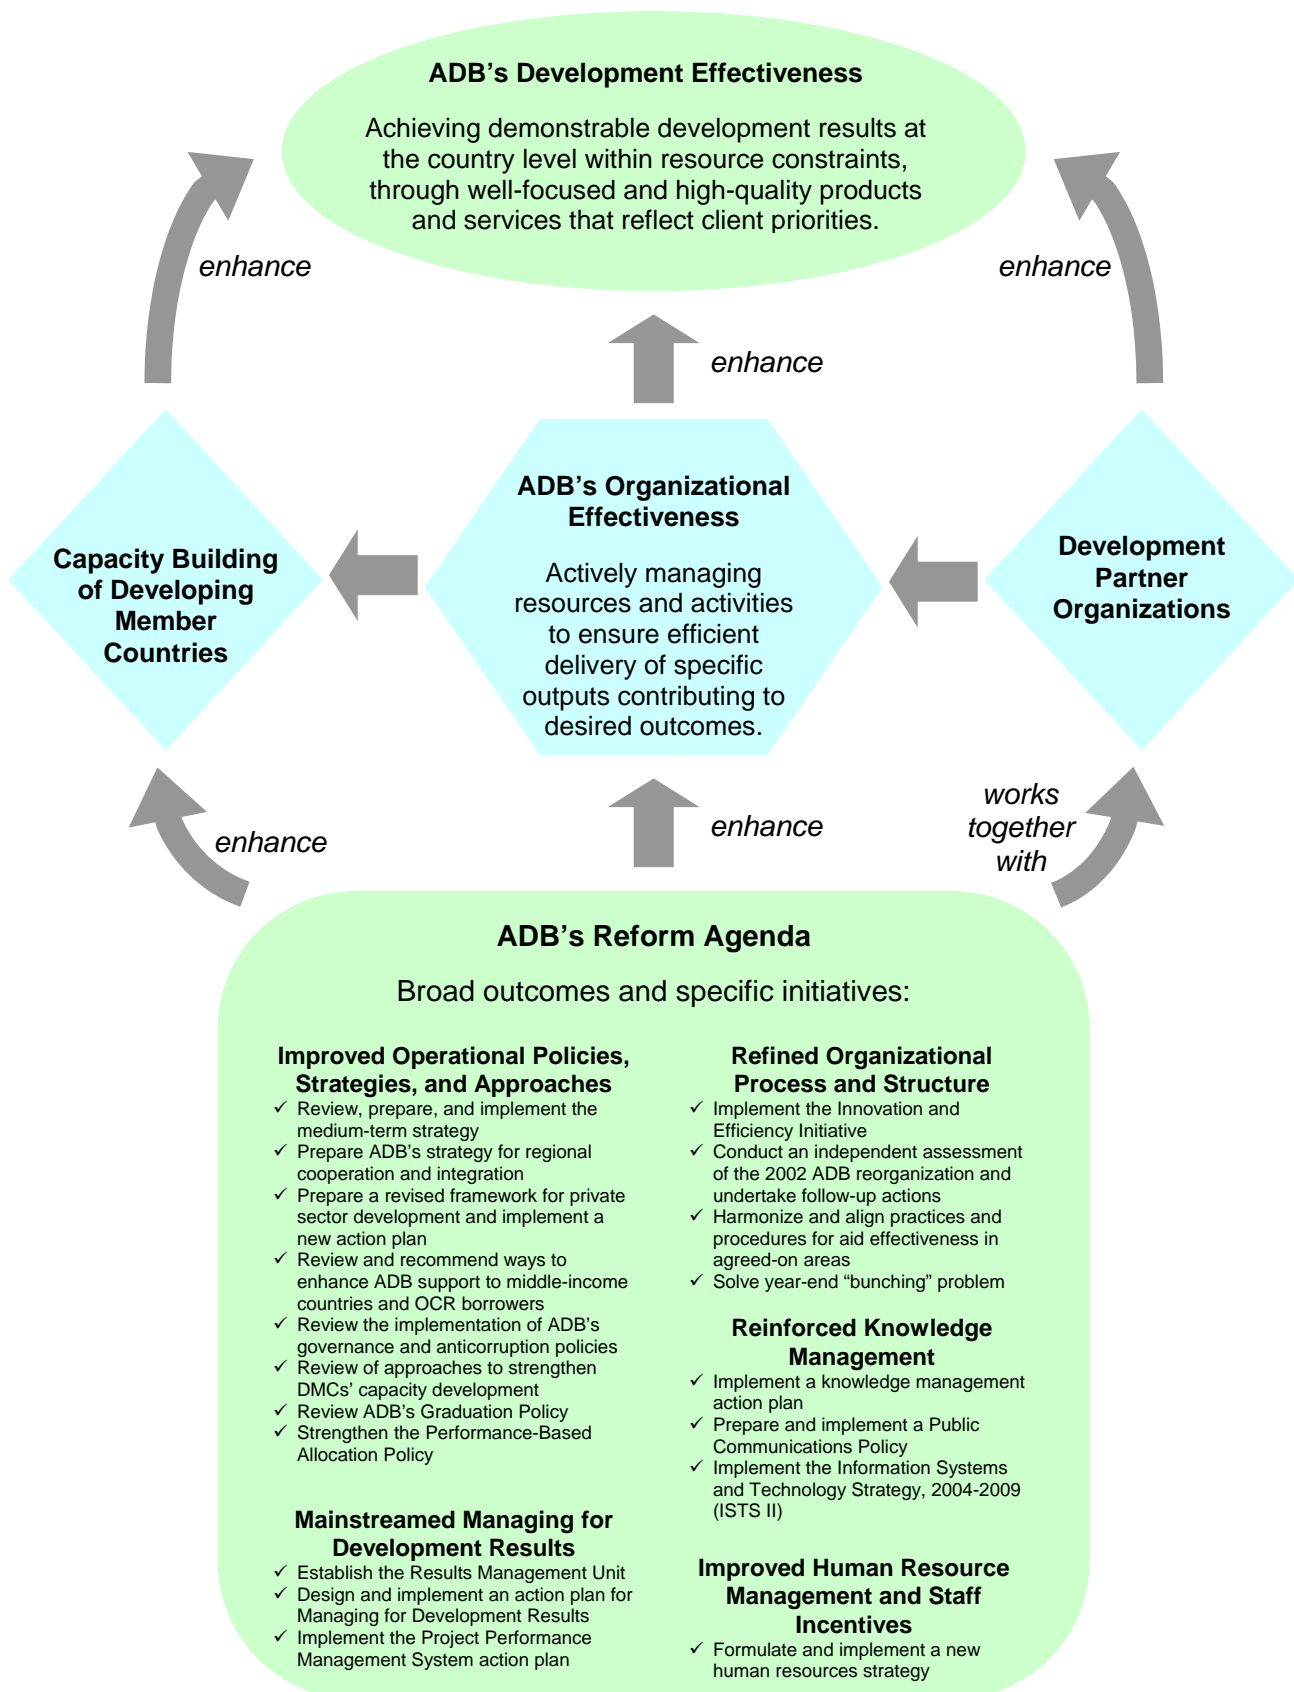 ADB’s Development Effectiveness
Achieving demonstrable development results at
the country level within resource constraints,
through well-focused and high-quality products
and services that reflect client priorities.
enhance
enhance
enhance
ADB’s Organizational
Effectiveness
Actively managing
resources and activities
to ensure efficient
delivery of specific
outputs contributing to
desired outcomes.
Capacity Building
of Developing
Member
Countries
Development
Partner
Organizations
enhance
enhance
works
together
with
ADB’s Reform Agenda
Broad outcomes and specific initiatives:
Improved Operational Policies,
Strategies, and Approaches
✓ Review, prepare, and implement the
medium-term strategy
✓ Prepare ADB’s strategy for regional
cooperation and integration
✓ Prepare a revised framework for private
sector development and implement a
new action plan
✓ Review and recommend ways to
enhance ADB support to middle-income
countries and OCR borrowers
✓ Review the implementation of ADB’s
governance and anticorruption policies
✓ Review of approaches to strengthen
DMCs’ capacity development
✓ Review ADB’s Graduation Policy
✓ Strengthen the Performance-Based
Allocation Policy
Mainstreamed Managing for
Development Results
✓ Establish the Results Management Unit
✓ Design and implement an action plan for
Managing for Development Results
✓ Implement the Project Performance
Management System action plan
Refined Organizational
Process and Structure
✓ Implement the Innovation and
Efficiency Initiative
✓ Conduct an independent assessment
of the 2002 ADB reorganization and
undertake follow-up actions
✓ Harmonize and align practices and
procedures for aid effectiveness in
agreed-on areas
✓ Solve year-end “bunching” problem
Reinforced Knowledge
Management
✓ Implement a knowledge management
action plan
✓ Prepare and implement a Public
Communications Policy
✓ Implement the Information Systems
and Technology Strategy, 2004-2009
(ISTS II)
Improved Human Resource
Management and Staff
Incentives
✓ Formulate and implement a new
human resources strategy